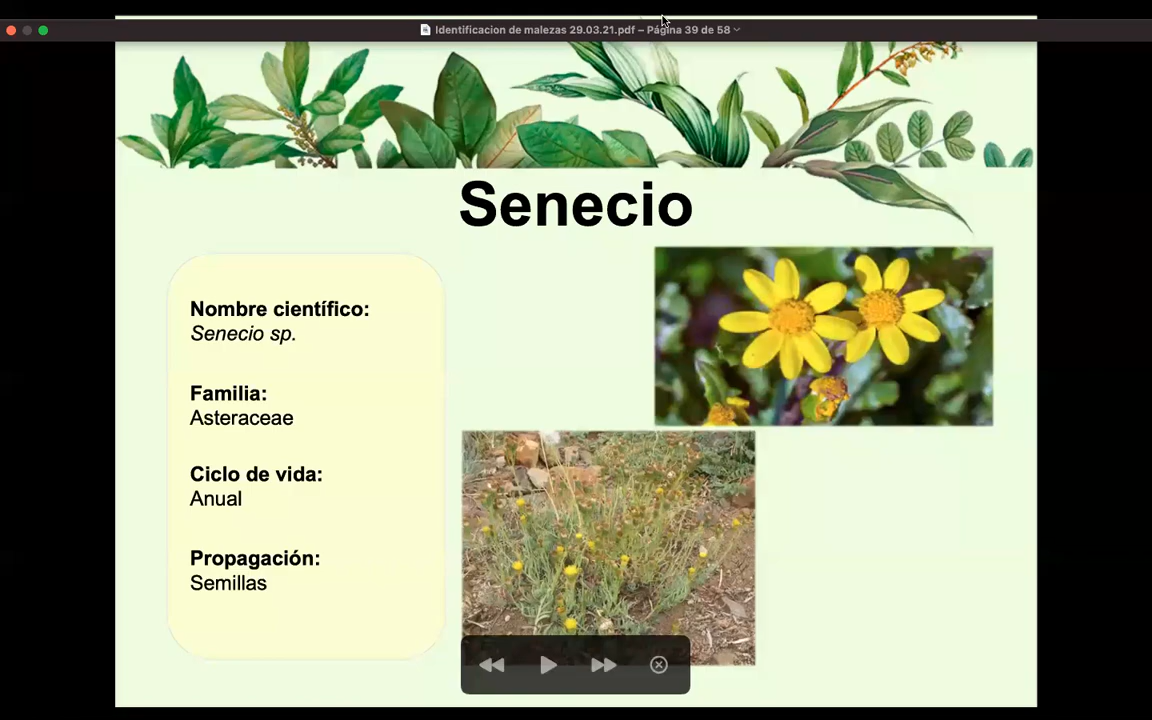 Identificacion de malezas 29.03.21.pdf – Página 39 de 58
Senecio
Nombre científico:
Senecio sp.
Familia:
Asteraceae
Ciclo de vida:
Anual
Propagación:
Semillas